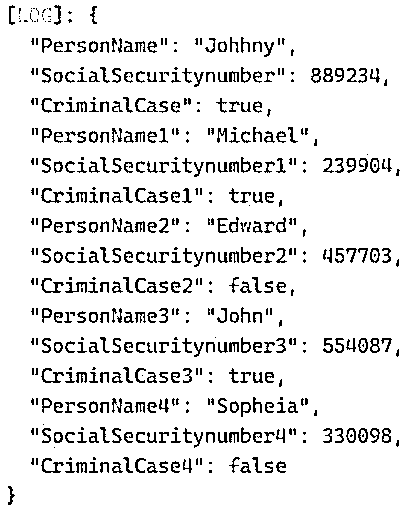 [LOG]: {
"PersonName": "Johhny",
"SocialSecuritynumber": 889234,
"CriminalCase": true,
"PersonName1": "Michael",
"SocialSecuritynumber1": 239904,
"CriminalCase1": true,
"PersonName2": "Edward",
"SocialSecuritynumber2": 457703,
"CriminalCase2": false,
"PersonName3": "John",
"SocialSecuritynumber3": 554087,
"CriminalCase3": true,
"PersonName4": "Sopheia",
"SocialSecuritynumber4": 330098,
"CriminalCase4": false
}